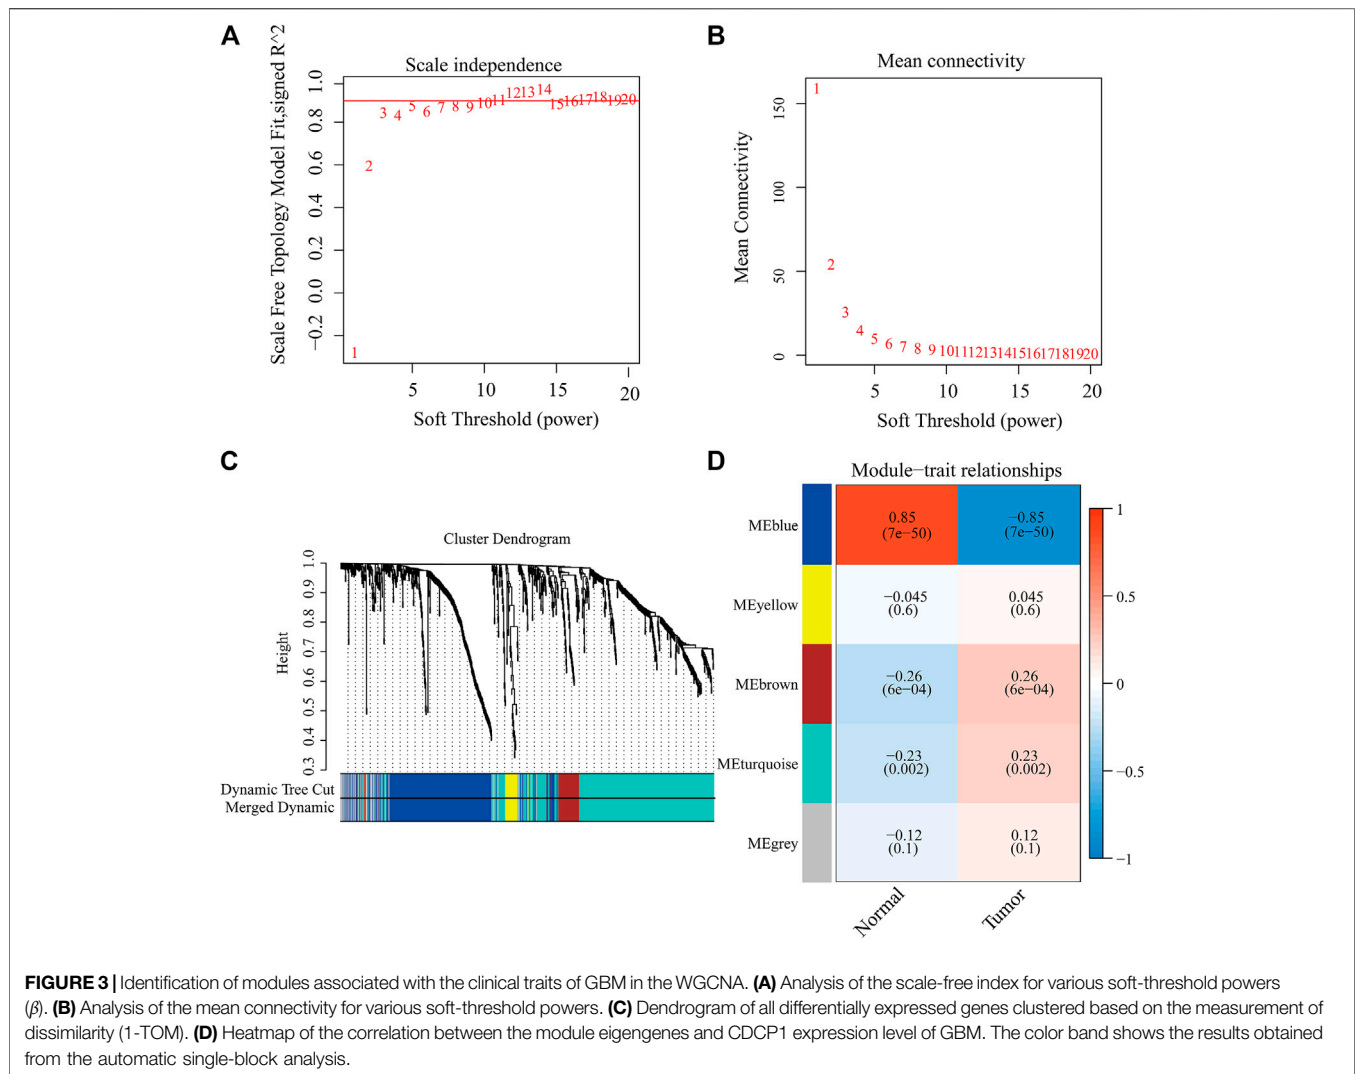 A
Scale independence
Scale Free Topology Model Fit,signed R^2
1.0
0.8
0.6
0.4
0.2
0.0
−0.2
1
2
3
4
5
6
7
8
9
10
11
12
13
14
15
16
17
18
19
20
5
10
15
20
Soft Threshold (power)
B
Mean connectivity
Mean Connectivity
150
100
50
0
1
2
3
4
5
6
7
8
9
10
11
12
13
14
15
16
17
18
19
20
5
10
15
20
Soft Threshold (power)
C
Cluster Dendrogram
Height
1.0
0.9
0.8
0.7
0.6
0.5
0.4
0.3
Dynamic Tree Cut
Merged Dynamic
D
Module−trait relationships
MEblue
0.85
(7e−50)
−0.85
(7e−50)
MEyellow
−0.045
(0.6)
0.045
(0.6)
MEbrown
−0.26
(6e−04)
0.26
(6e−04)
MEturquoise
−0.23
(0.002)
0.23
(0.002)
MEgrey
−0.12
(0.1)
0.12
(0.1)
Normal
Tumor
1
0.5
0
−0.5
−1
FIGURE 3 | Identification of modules associated with the clinical traits of GBM in the WGCNA. (A) Analysis of the scale-free index for various soft-threshold powers
(β). (B) Analysis of the mean connectivity for various soft-threshold powers. (C) Dendrogram of all differentially expressed genes clustered based on the measurement of
dissimilarity (1-TOM). (D) Heatmap of the correlation between the module eigengenes and CDCP1 expression level of GBM. The color band shows the results obtained
from the automatic single-block analysis.